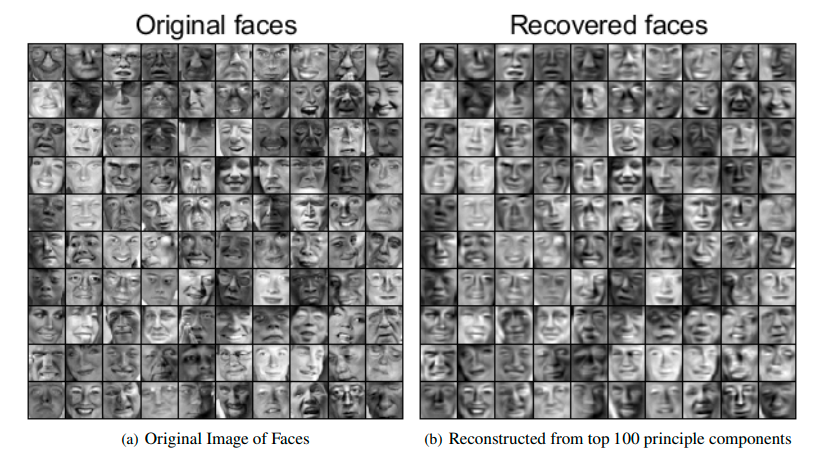 Original faces
Recovered faces
(a) Original Image of Faces
(b) Reconstructed from top 100 principle components